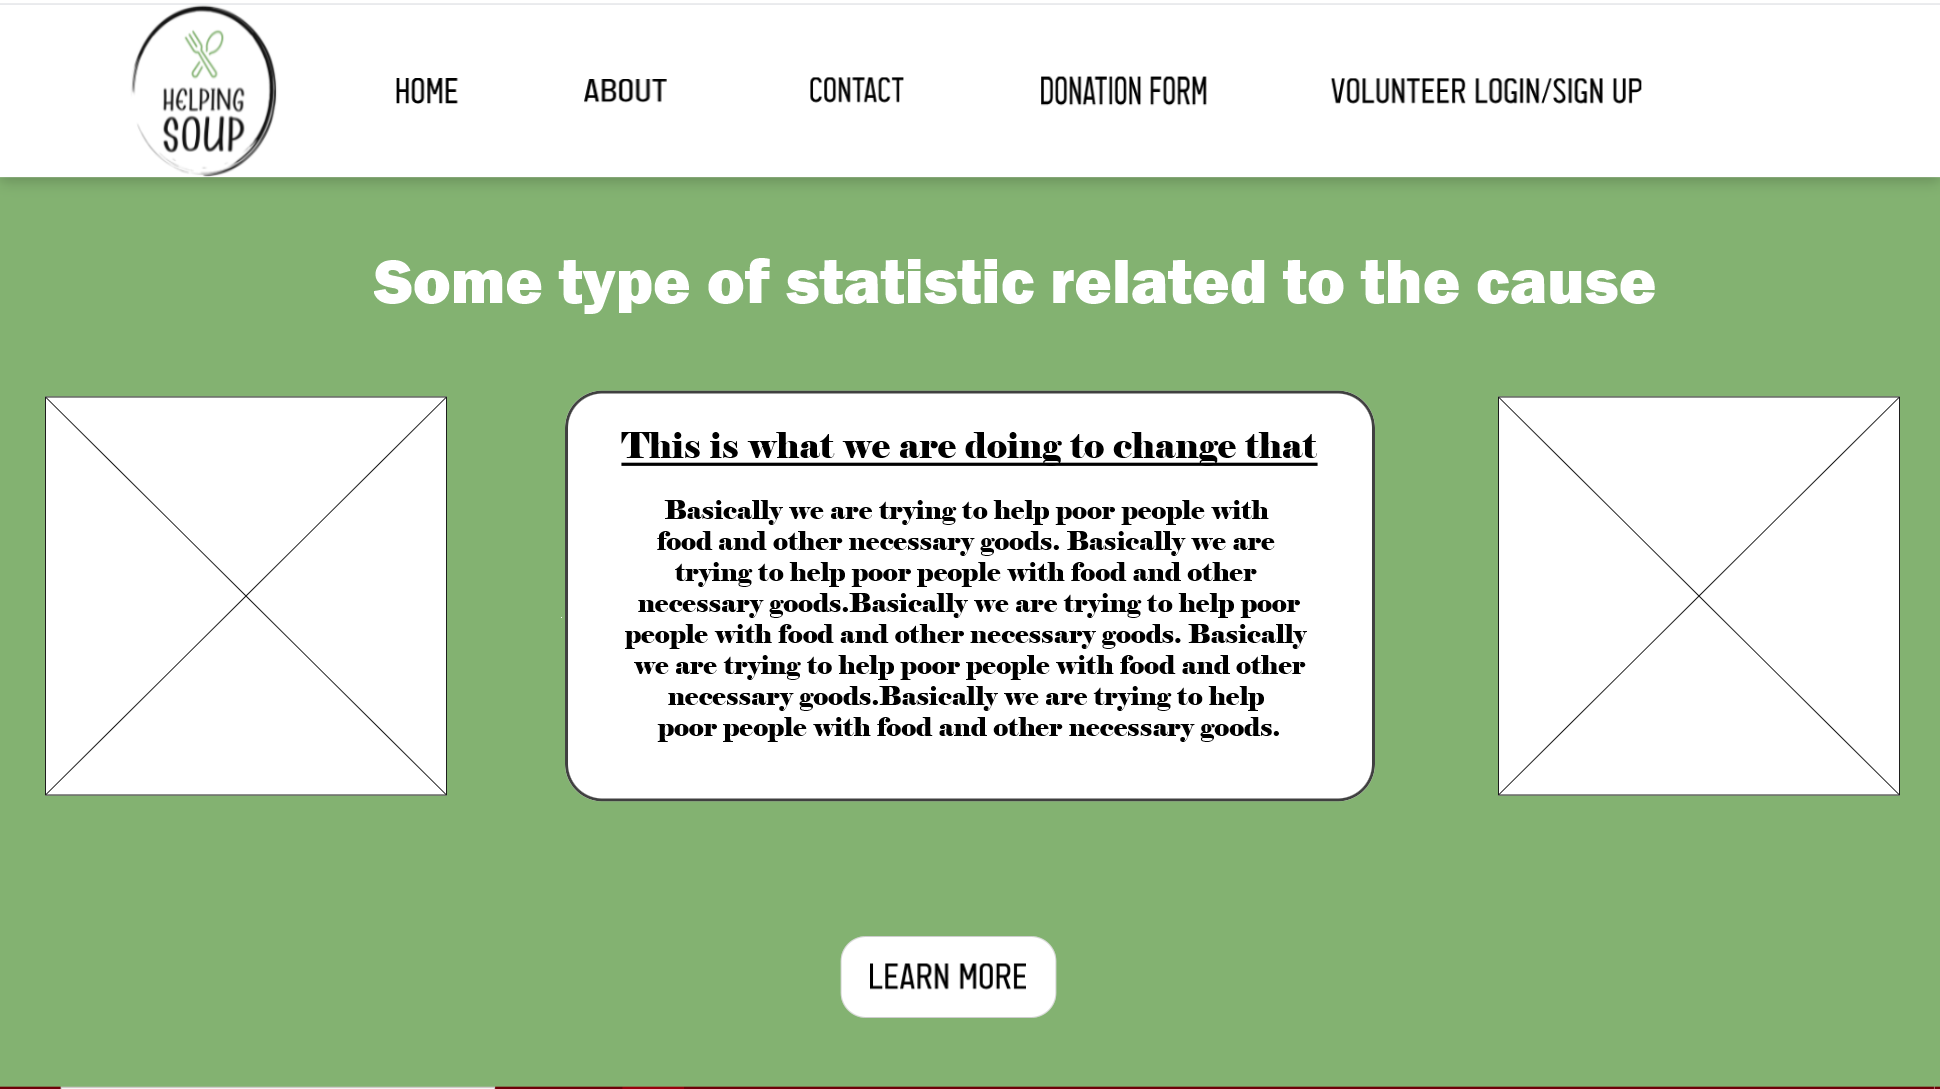 HELPING
SOUP
HOME
ABOUT
CONTACT
DONATION FORM
VOLUNTEER LOGIN/SIGN UP
Some type of statistic related to the cause
This is what we are doing to change that
Basically we are trying to help poor people with
food and other necessary goods. Basically we are
trying to help poor people with food and other
necessary goods.Basically we are trying to help poor
people with food and other necessary goods. Basically
we are trying to help poor people with food and other
necessary goods.Basically we are trying to help
poor people with food and other necessary goods.
LEARN MORE